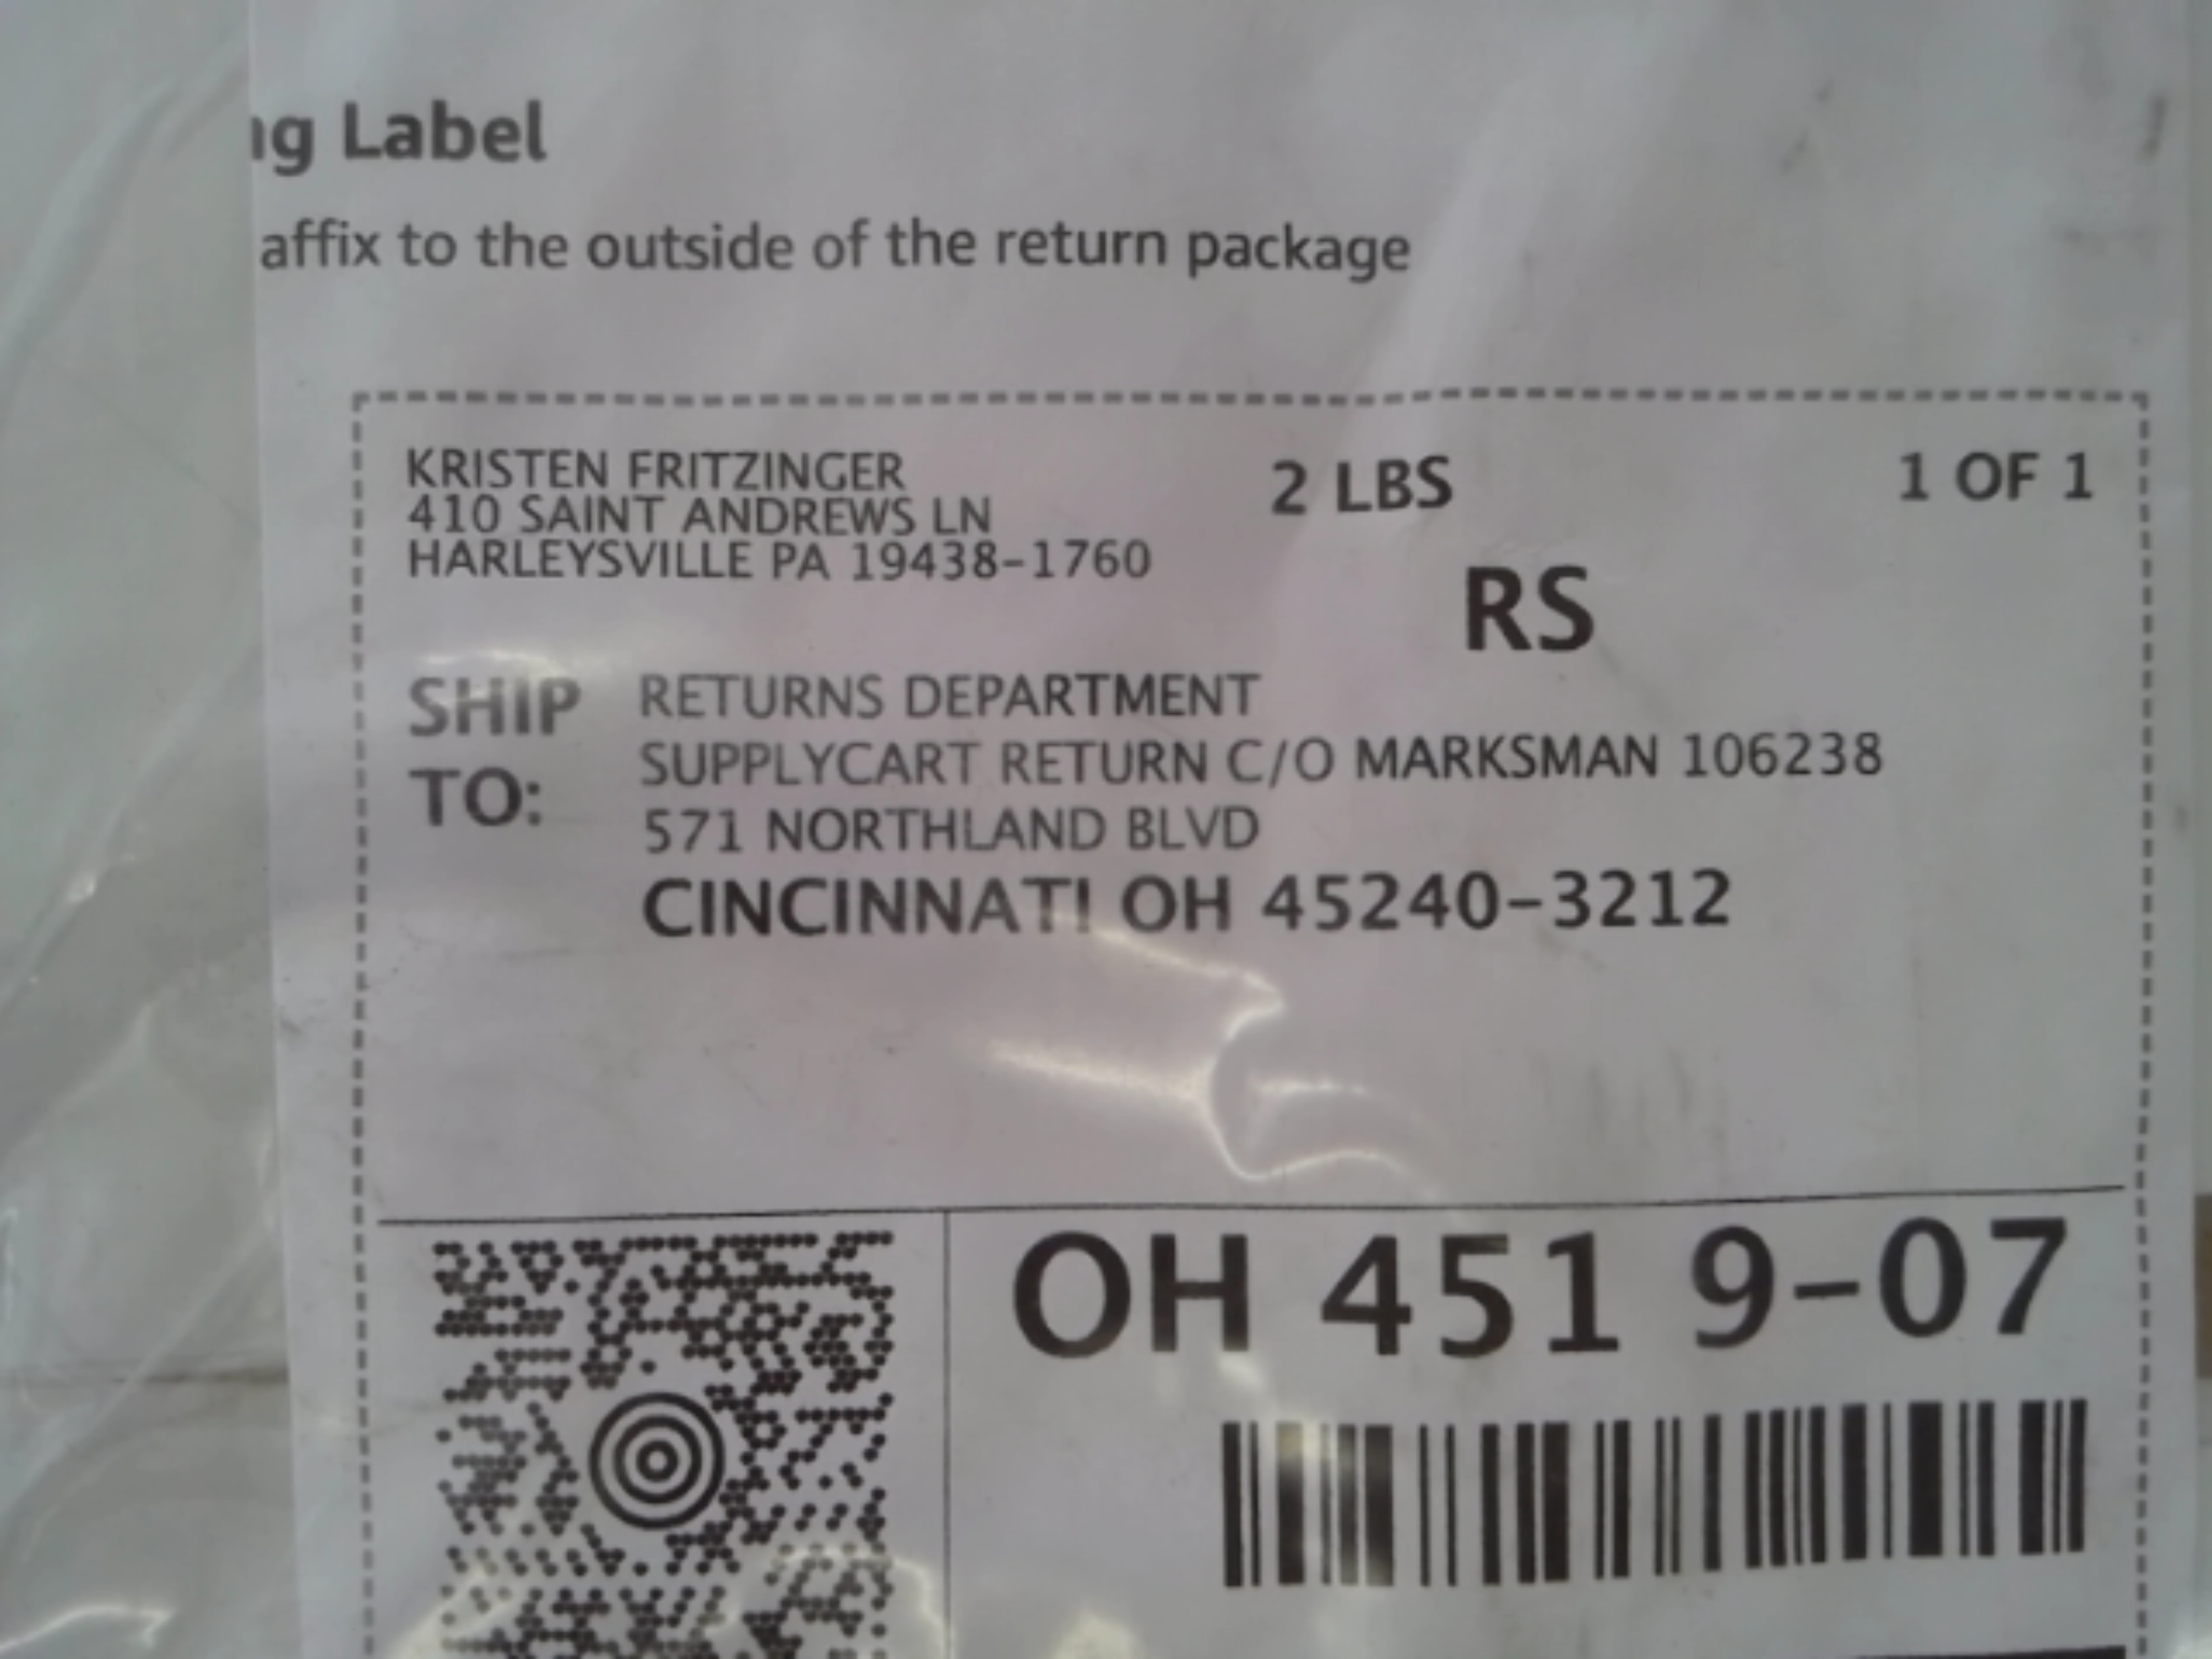 ng Label
affix to the outside of the return package
KRISTEN FRITZINGER
410 SAINT ANDREWS LN
HARLEYSVILLE PA 19438-1760
2 LBS
1 OF 1
RS
SHIP TO:
RETURNS DEPARTMENT
SUPPLYCART RETURN C/O MARKSMAN 106238
571 NORTHLAND BLVD
CINCINNATI OH 45240-3212
OH 451 9-07